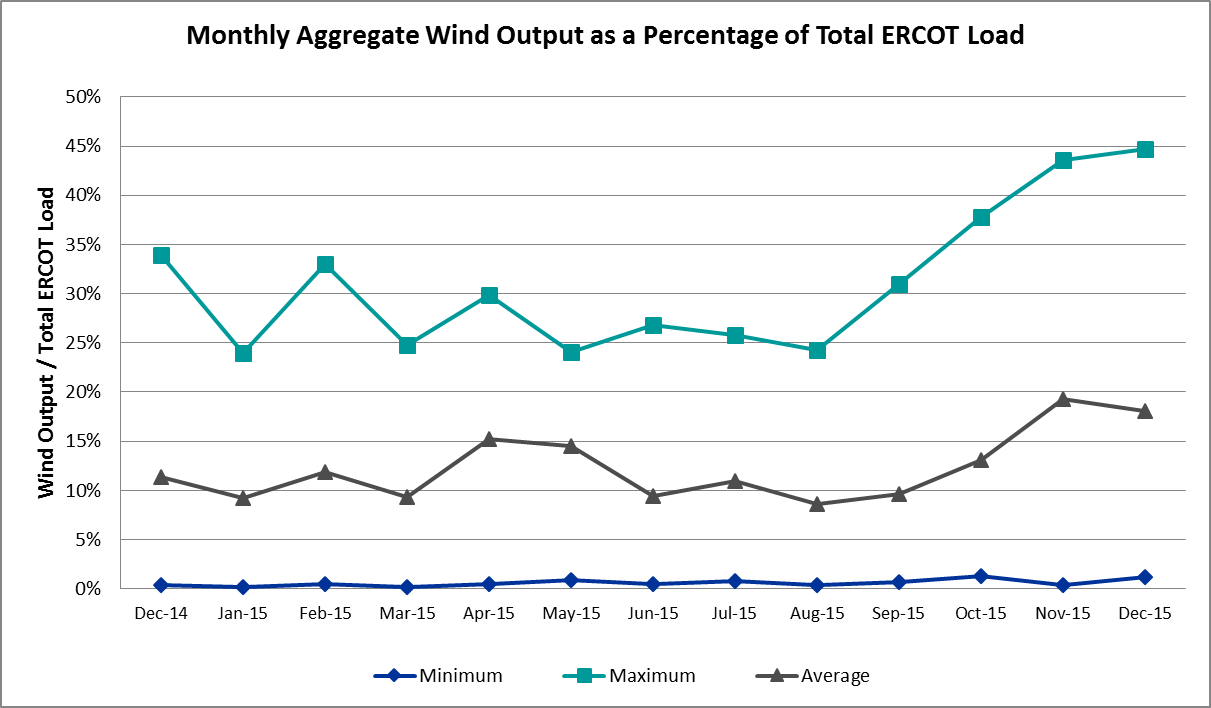 Monthly Aggregate Wind Output as a Percentage of Total ERCOT Load
Wind Output / Total ERCOT Load
50%
45%
40%
35%
30%
25%
20%
15%
10%
5%
0%
Dec-14 Jan-15 Feb-15 Mar-15 Apr-15 May-15 Jun-15 Jul-15 Aug-15 Sep-15 Oct-15 Nov-15 Dec-15
Minimum Maximum Average